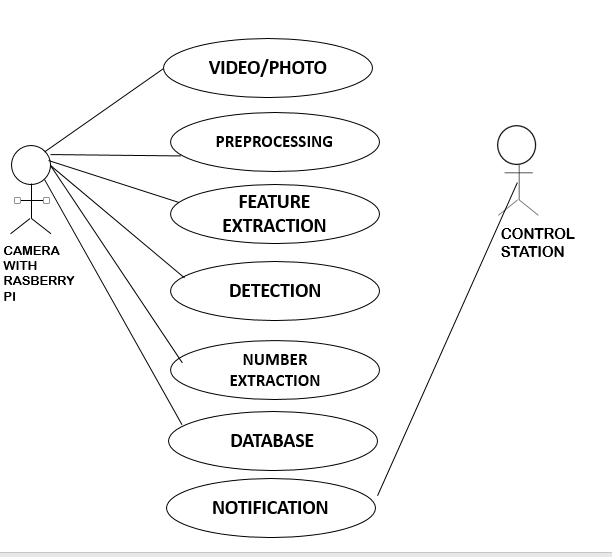 VIDEO/PHOTO
PREPROCESSING
FEATURE
EXTRACTION
DETECTION
NUMBER
EXTRACTION
DATABASE
NOTIFICATION
CAMERA
WITH
RASBERRY
PI
CONTROL
STATION